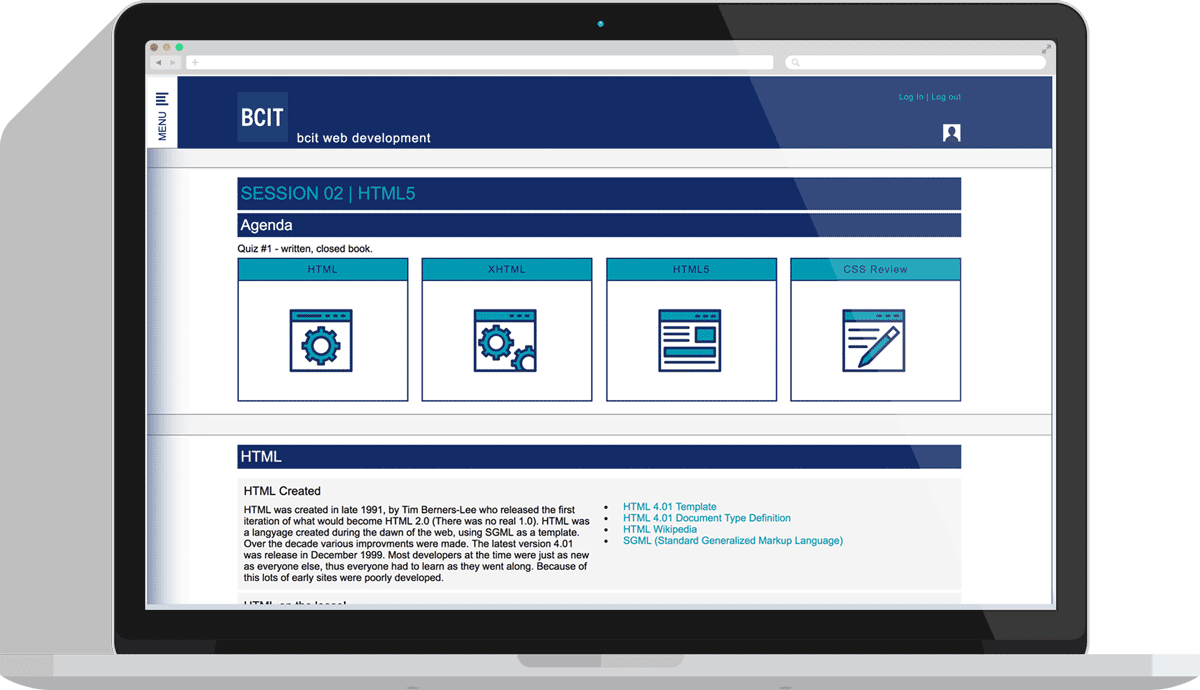 MENU
BCIT
bcit web development
Log In | Log out
SESSION 02 | HTML5
Agenda
Quiz #1 - written, closed book.
HTML
XHTML
HTML5
CSS Review
HTML
HTML Created
HTML was created in late 1991, by Tim Berners-Lee who released the first
iteration of what would become HTML 2.0 (There was no real 1.0). HTML was
a langyage created during the dawn of the web, using SGML as a template.
Over the decade various improvments were made. The latest version 4.01
was release in December 1999. Most developers at the time were just as new
as everyone else, thus everyone had to learn as they went along. Because of
this lots of early sites were poorly developed.
HTML 4.01 Template
HTML 4.01 Document Type Definition
HTML Wikipedia
SGML (Standard Generalized Markup Language)